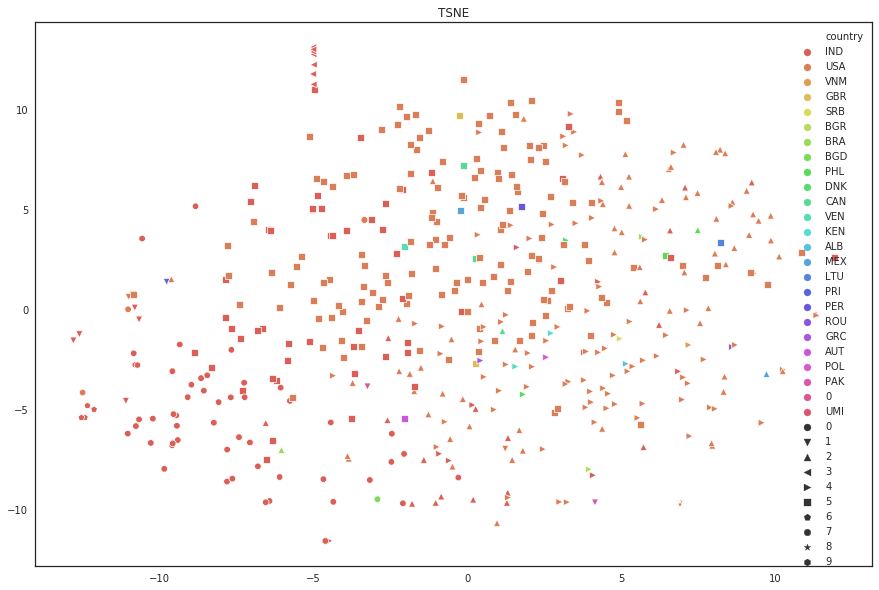 TSNE
country
IND
USA
VNM
GBR
SRB
BGR
BRA
BGD
PHL
DNK
CAN
VEN
KEN
ALB
MEX
LTU
PRI
PER
ROU
GRC
AUT
POL
PAK
0
UMI
0
1
2
3
4
5
6
7
8
9
10
5
0
−5
−10
−10
−5
0
5
10